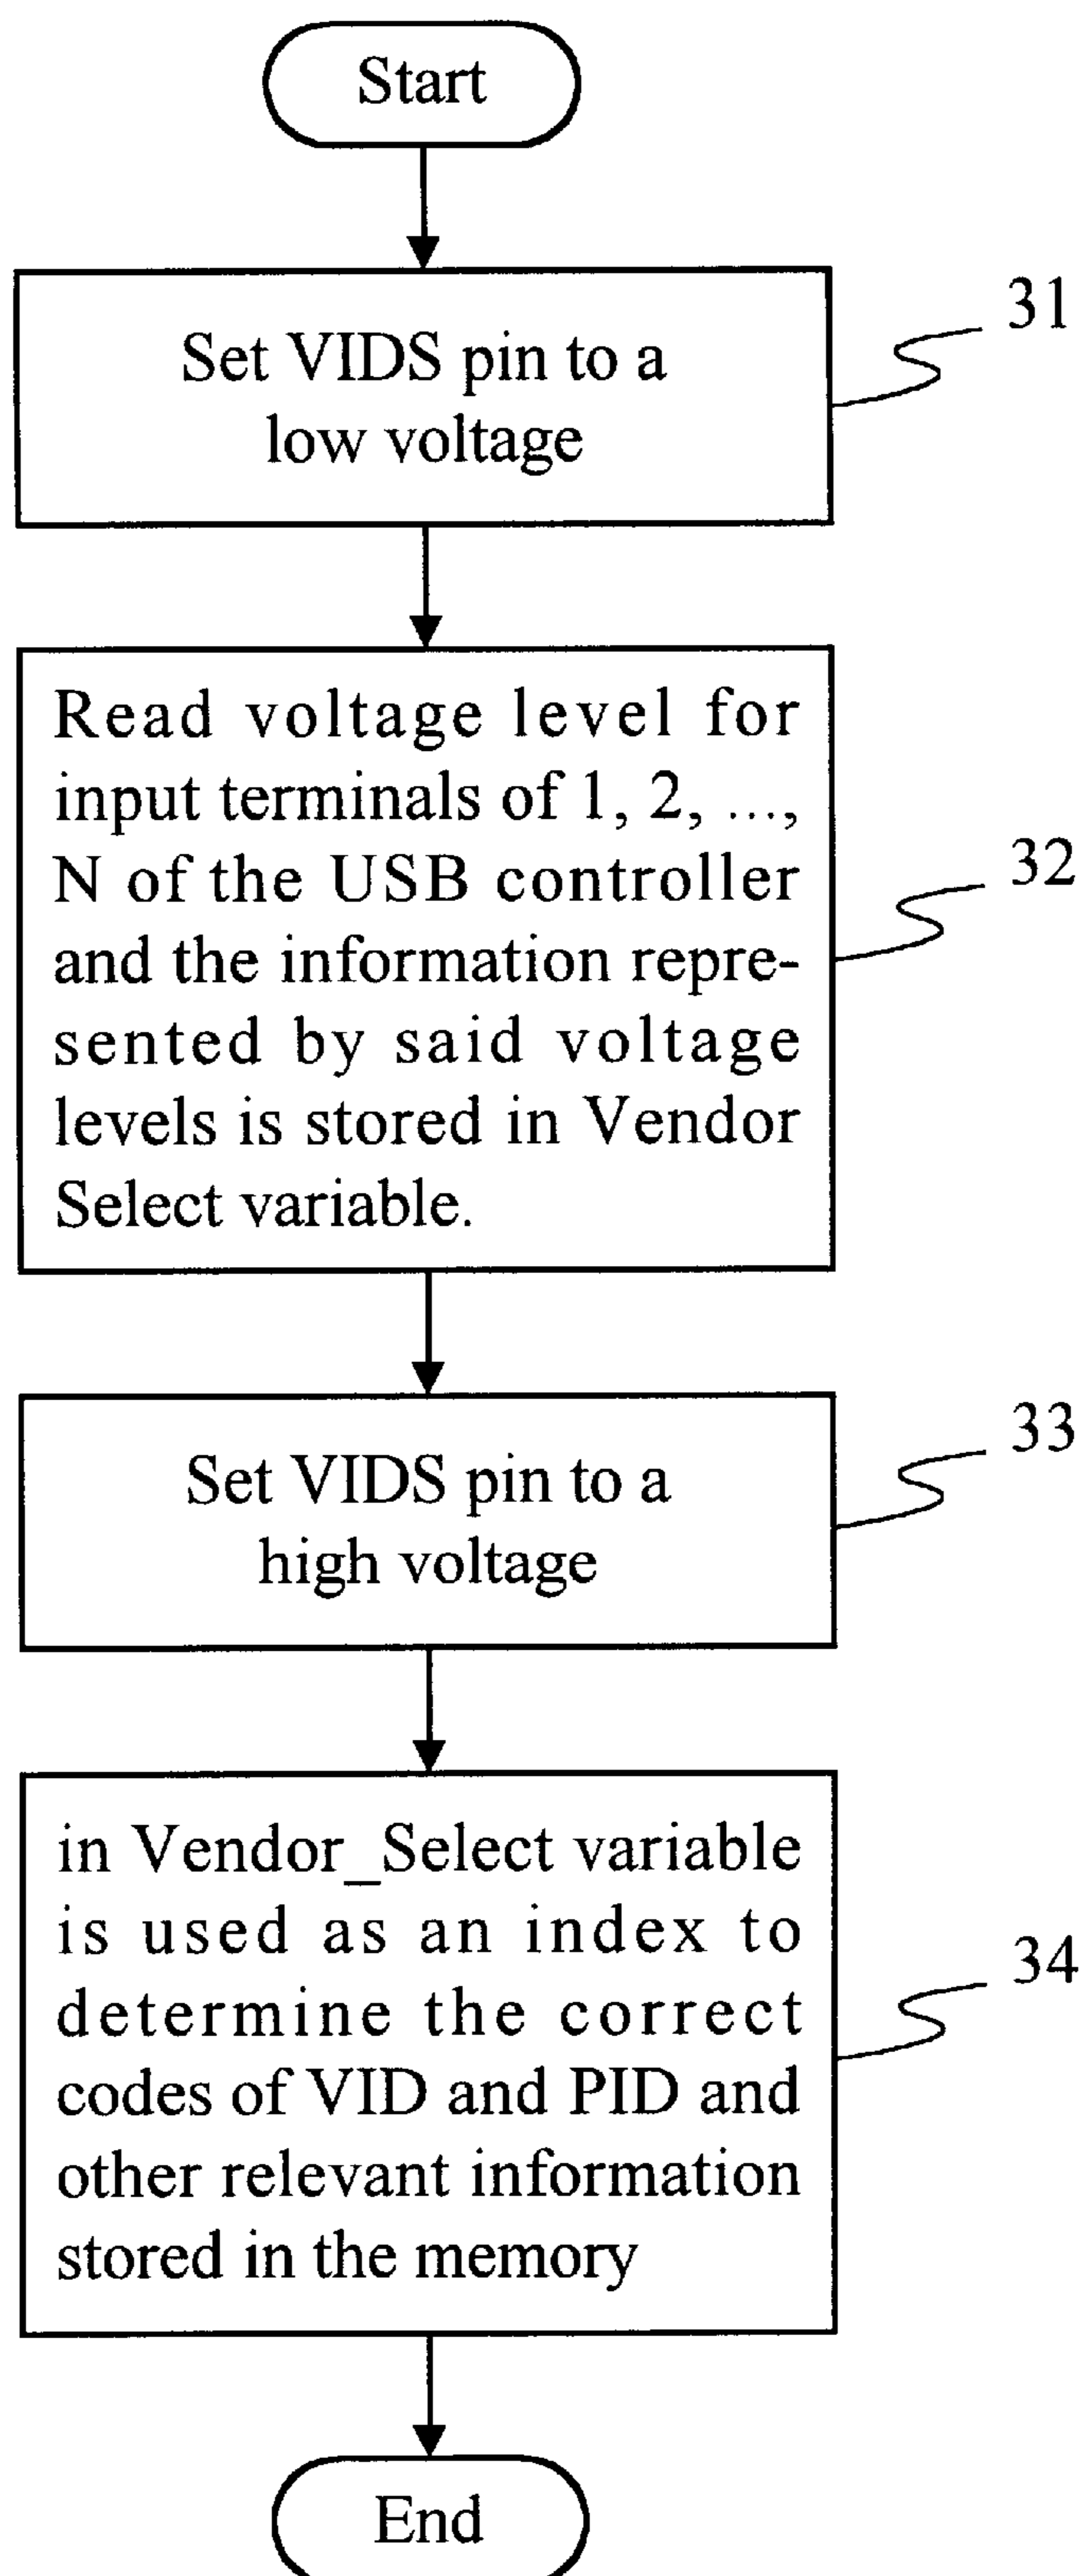 Start
Set VIDS pin to a
low voltage
31
Read voltage level for
input terminals of 1, 2, ...,
N of the USB controller
and the information repre-
sented by said voltage
levels is stored in Vendor
Select variable.
32
Set VIDS pin to a
high voltage
33
in Vendor_Select variable
is used as an index to
determine the correct
codes of VID and PID and
other relevant information
stored in the memory
34
End